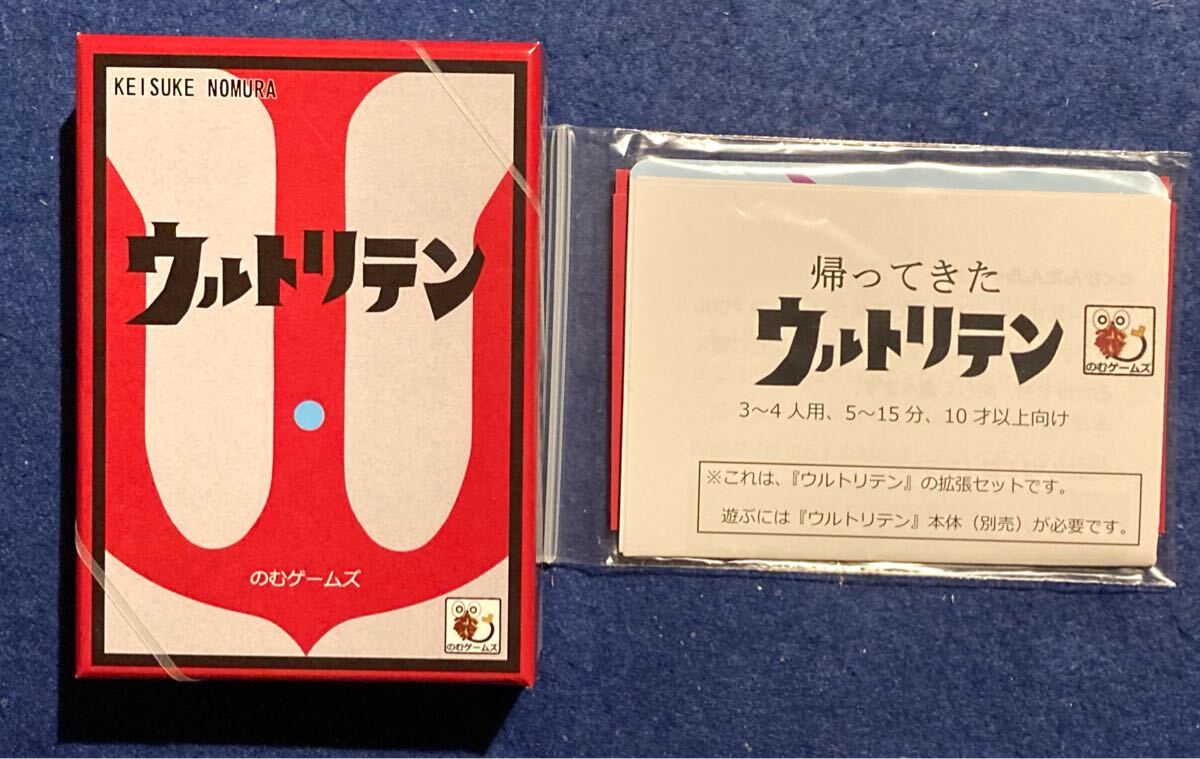 KEISUKE NOMURA
ウルトリテン
のむゲームズ
のむゲームズ
帰ってきた
ウルトリテン
のむゲームズ
3～4人用、5～15分、10才以上向け
※これは、『ウルトリテン』の拡張セットです。
遊ぶには『ウルトリテン』本体（別売）が必要です。